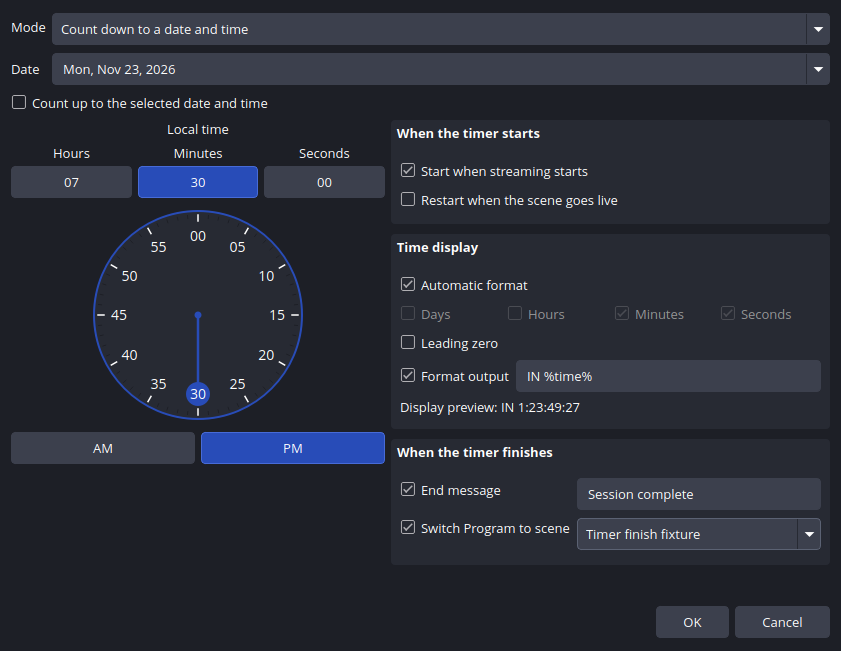 Mode Count down to a date and time
Date Mon, Nov 23, 2026
Count up to the selected date and time
Local time
Hours Minutes Seconds
07 30 00
00
55 05
50 10
45 15
40 20
35 25
30
AM PM
When the timer starts
Start when streaming starts
Restart when the scene goes live
Time display
Automatic format
Days Hours Minutes Seconds
Leading zero
Format output IN %time%
Display preview: IN 1:23:49:27
When the timer finishes
End message Session complete
Switch Program to scene Timer finish fixture
OK Cancel